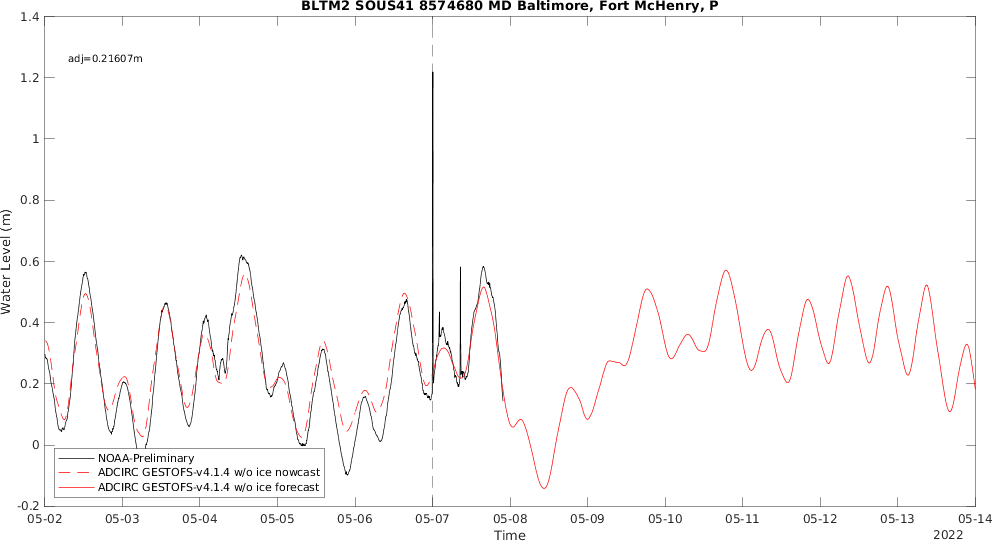 BLTM2 SOUS41 8574680 MD Baltimore, Fort McHenry, P
adj=0.21607m
1.4
1.2
1
0.8
0.6
0.4
0.2
0
-0.2
Water Level (m)
NOAA-Preliminary
ADCIRC GESTOFS-v4.1.4 w/o ice nowcast
ADCIRC GESTOFS-v4.1.4 w/o ice forecast
05-02 05-03 05-04 05-05 05-06 05-07 05-08 05-09 05-10 05-11 05-12 05-13 05-14
Time
2022